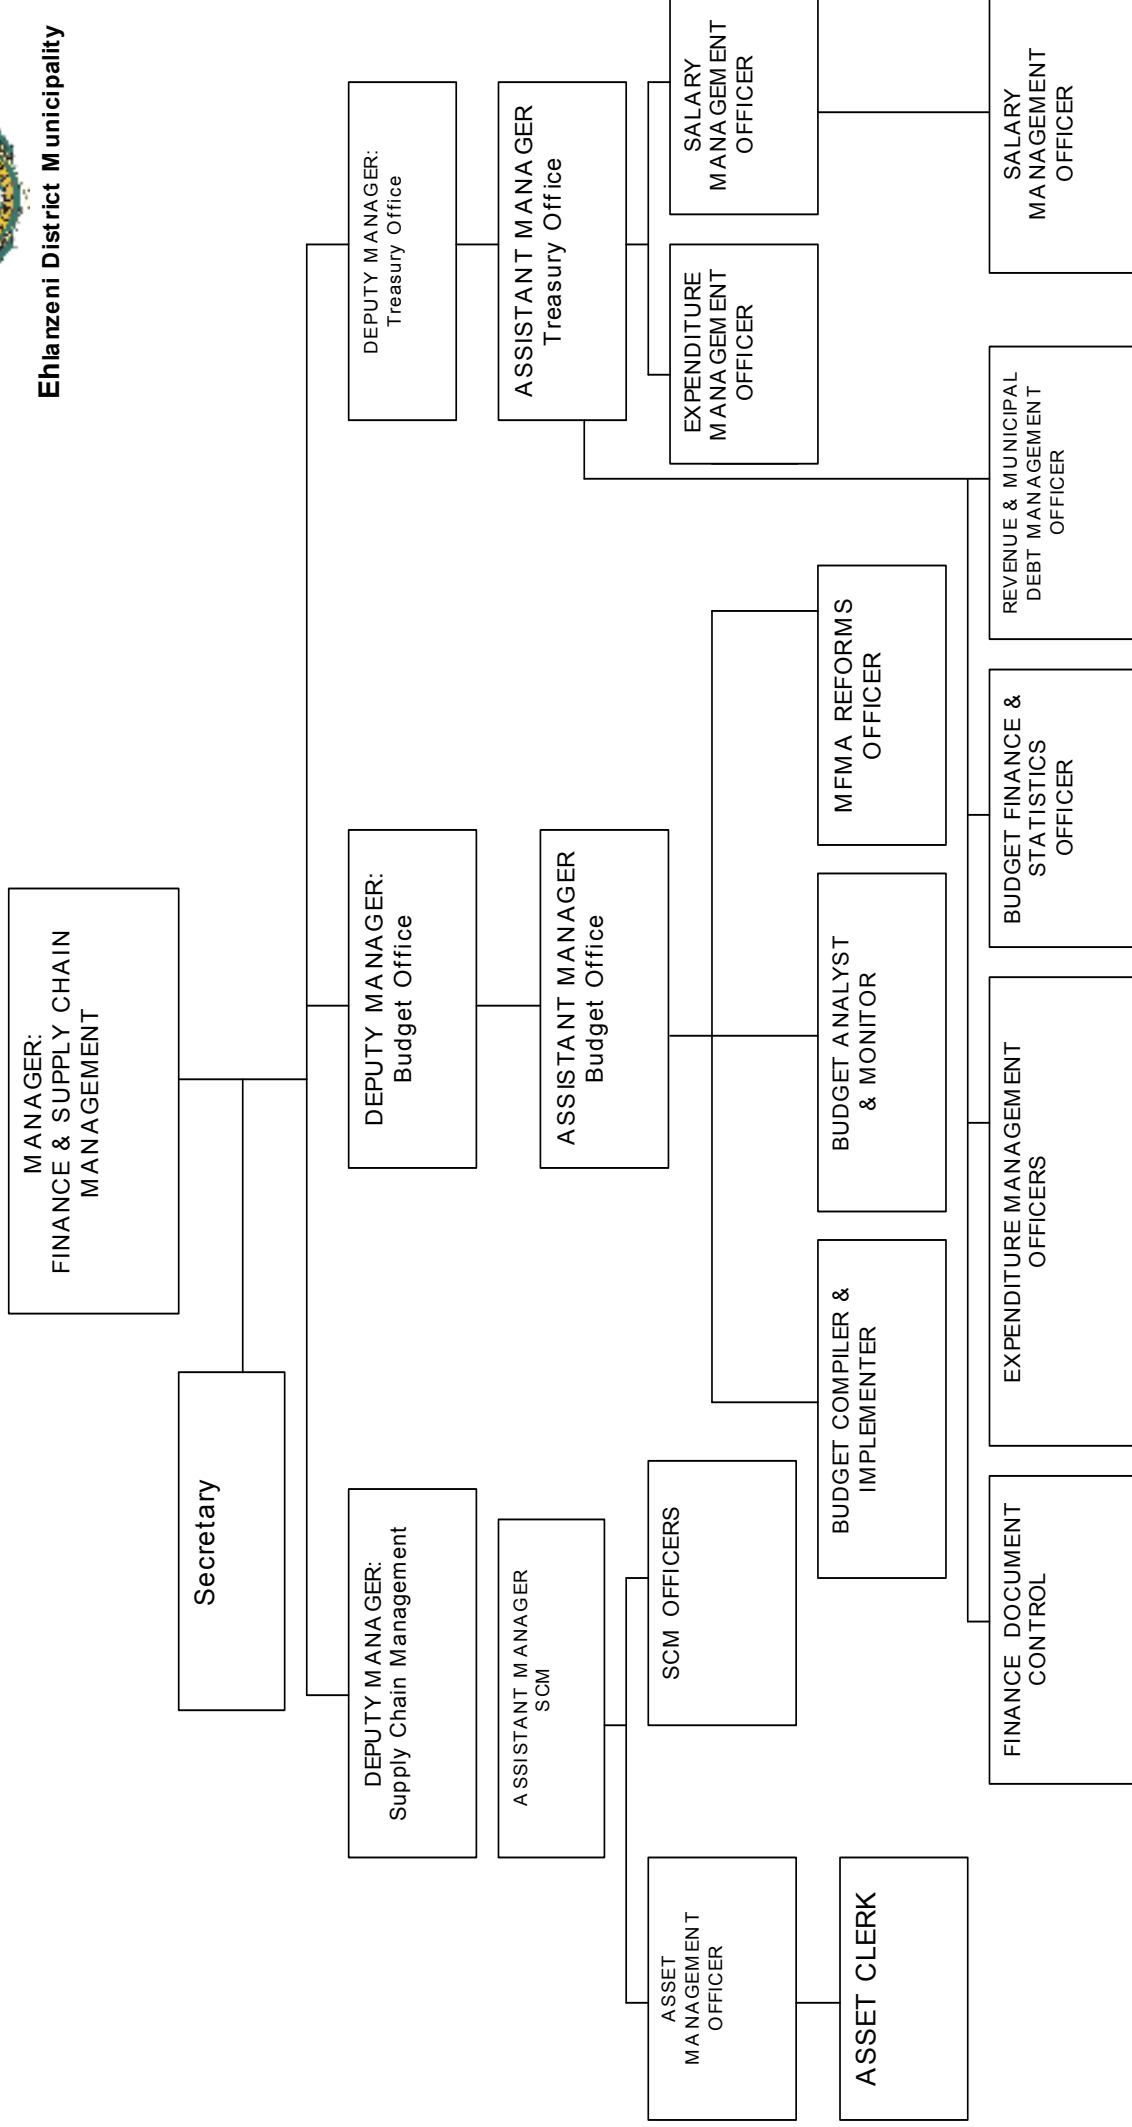 Ehlanzeni District Municipality
MANAGER:
FINANCE & SUPPLY CHAIN
MANAGEMENT
Secretary
DEPUTY MANAGER:
Supply Chain Management
DEPUTY MANAGER:
Budget Office
DEPUTY MANAGER:
Treasury Office
ASSISTANT MANAGER
SCM
ASSISTANT MANAGER
Budget Office
ASSISTANT MANAGER
Treasury Office
ASSET
MANAGEMENT
OFFICER
SCM OFFICERS
EXPENDITURE
MANAGEMENT
OFFICER
SALARY
MANAGEMENT
OFFICER
ASSET CLERK
BUDGET COMPILER &
IMPLEMENTER
BUDGET ANALYST
& MONITOR
MFMA REFORMS
OFFICER
FINANCE DOCUMENT
CONTROL
EXPENDITURE MANAGEMENT
OFFICERS
BUDGET FINANCE &
STATISTICS
OFFICER
REVENUE & MUNICIPAL
DEBT MANAGEMENT
OFFICER
SALARY
MANAGEMENT
OFFICER